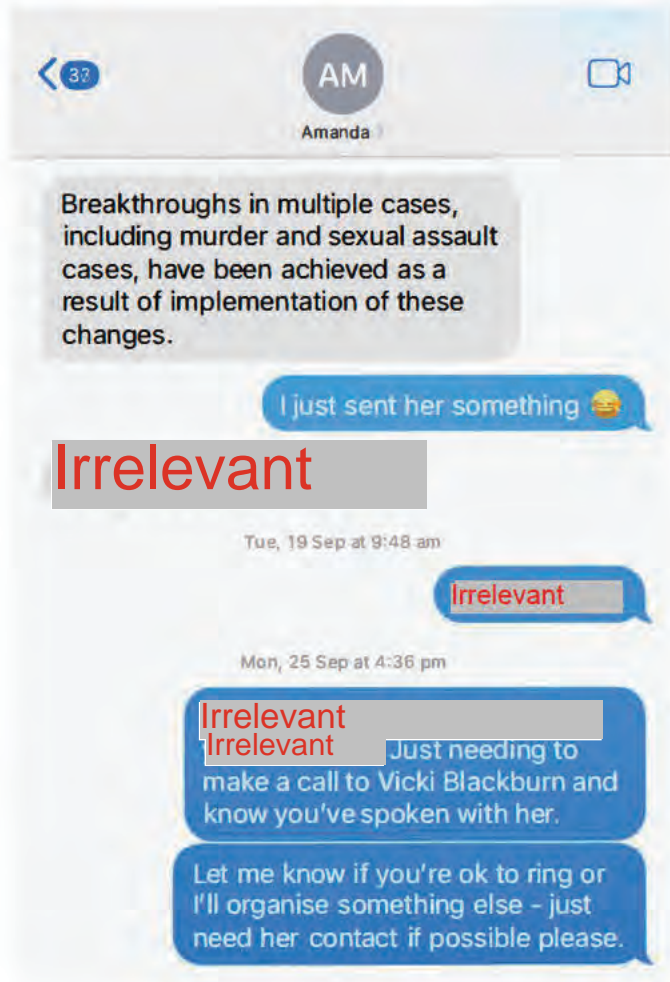 33
AM
Amanda
Breakthroughs in multiple cases,
including murder and sexual assault
cases, have been achieved as a
result of implementation of these
changes.
I just sent her something 😂
Irrelevant
Tue, 19 Sep at 9:48 am
Irrelevant
Mon, 25 Sep at 4:36 pm
Irrelevant
Irrelevant Just needing to
make a call to Vicki Blackburn and
know you've spoken with her.
Let me know if you're ok to ring or
I'll organise something else - just
need her contact if possible please.